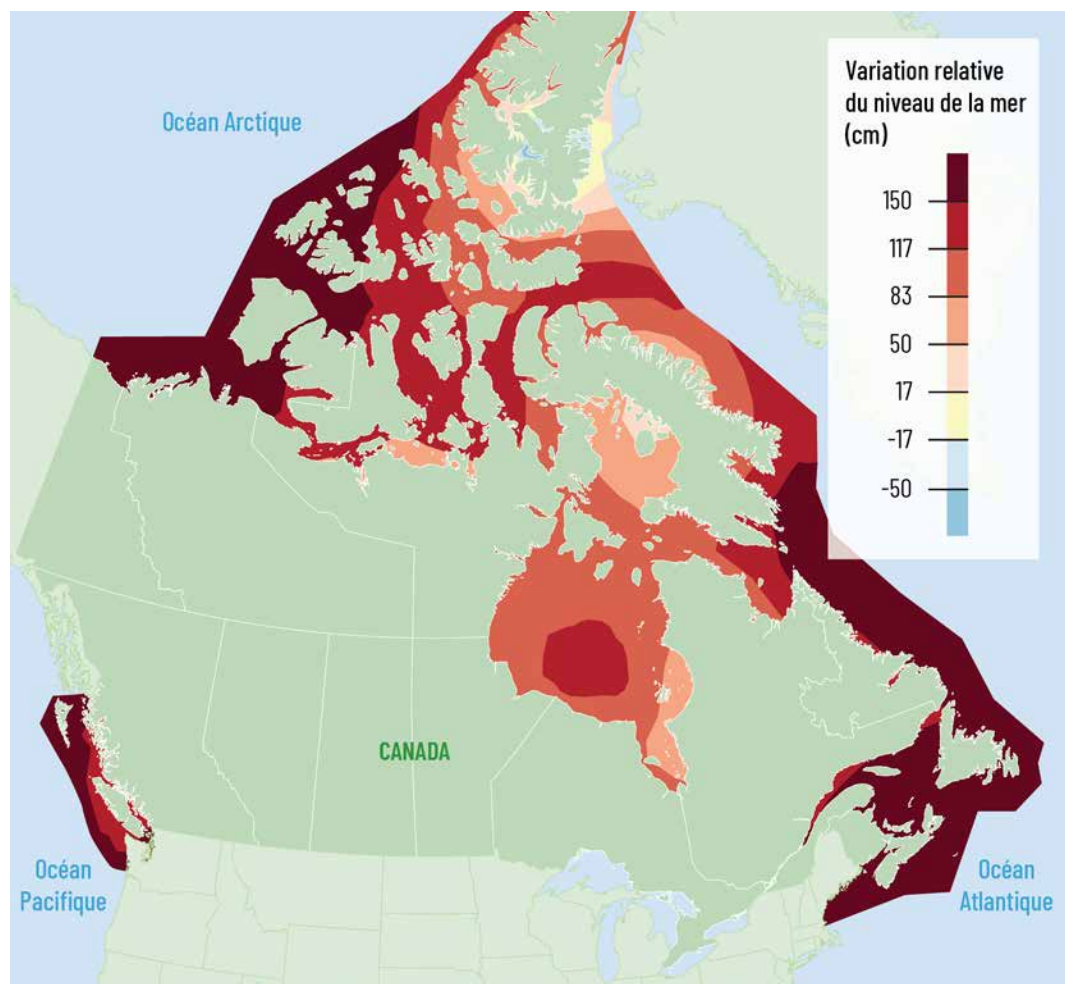 Océan Arctique
Variation relative
du niveau de la mer
(cm)
150
117
83
50
17
-17
-50
CANADA
Océan
Pacifique
Océan
Atlantique